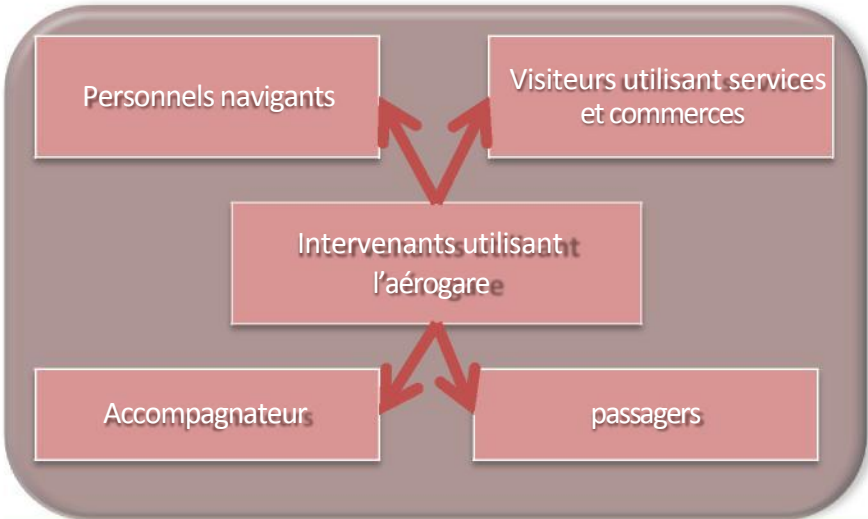 Personnels navigants
Visiteurs utilisant services
et commerces
Intervenants utilisant
l’aérogare
Accompagnateur
passagers